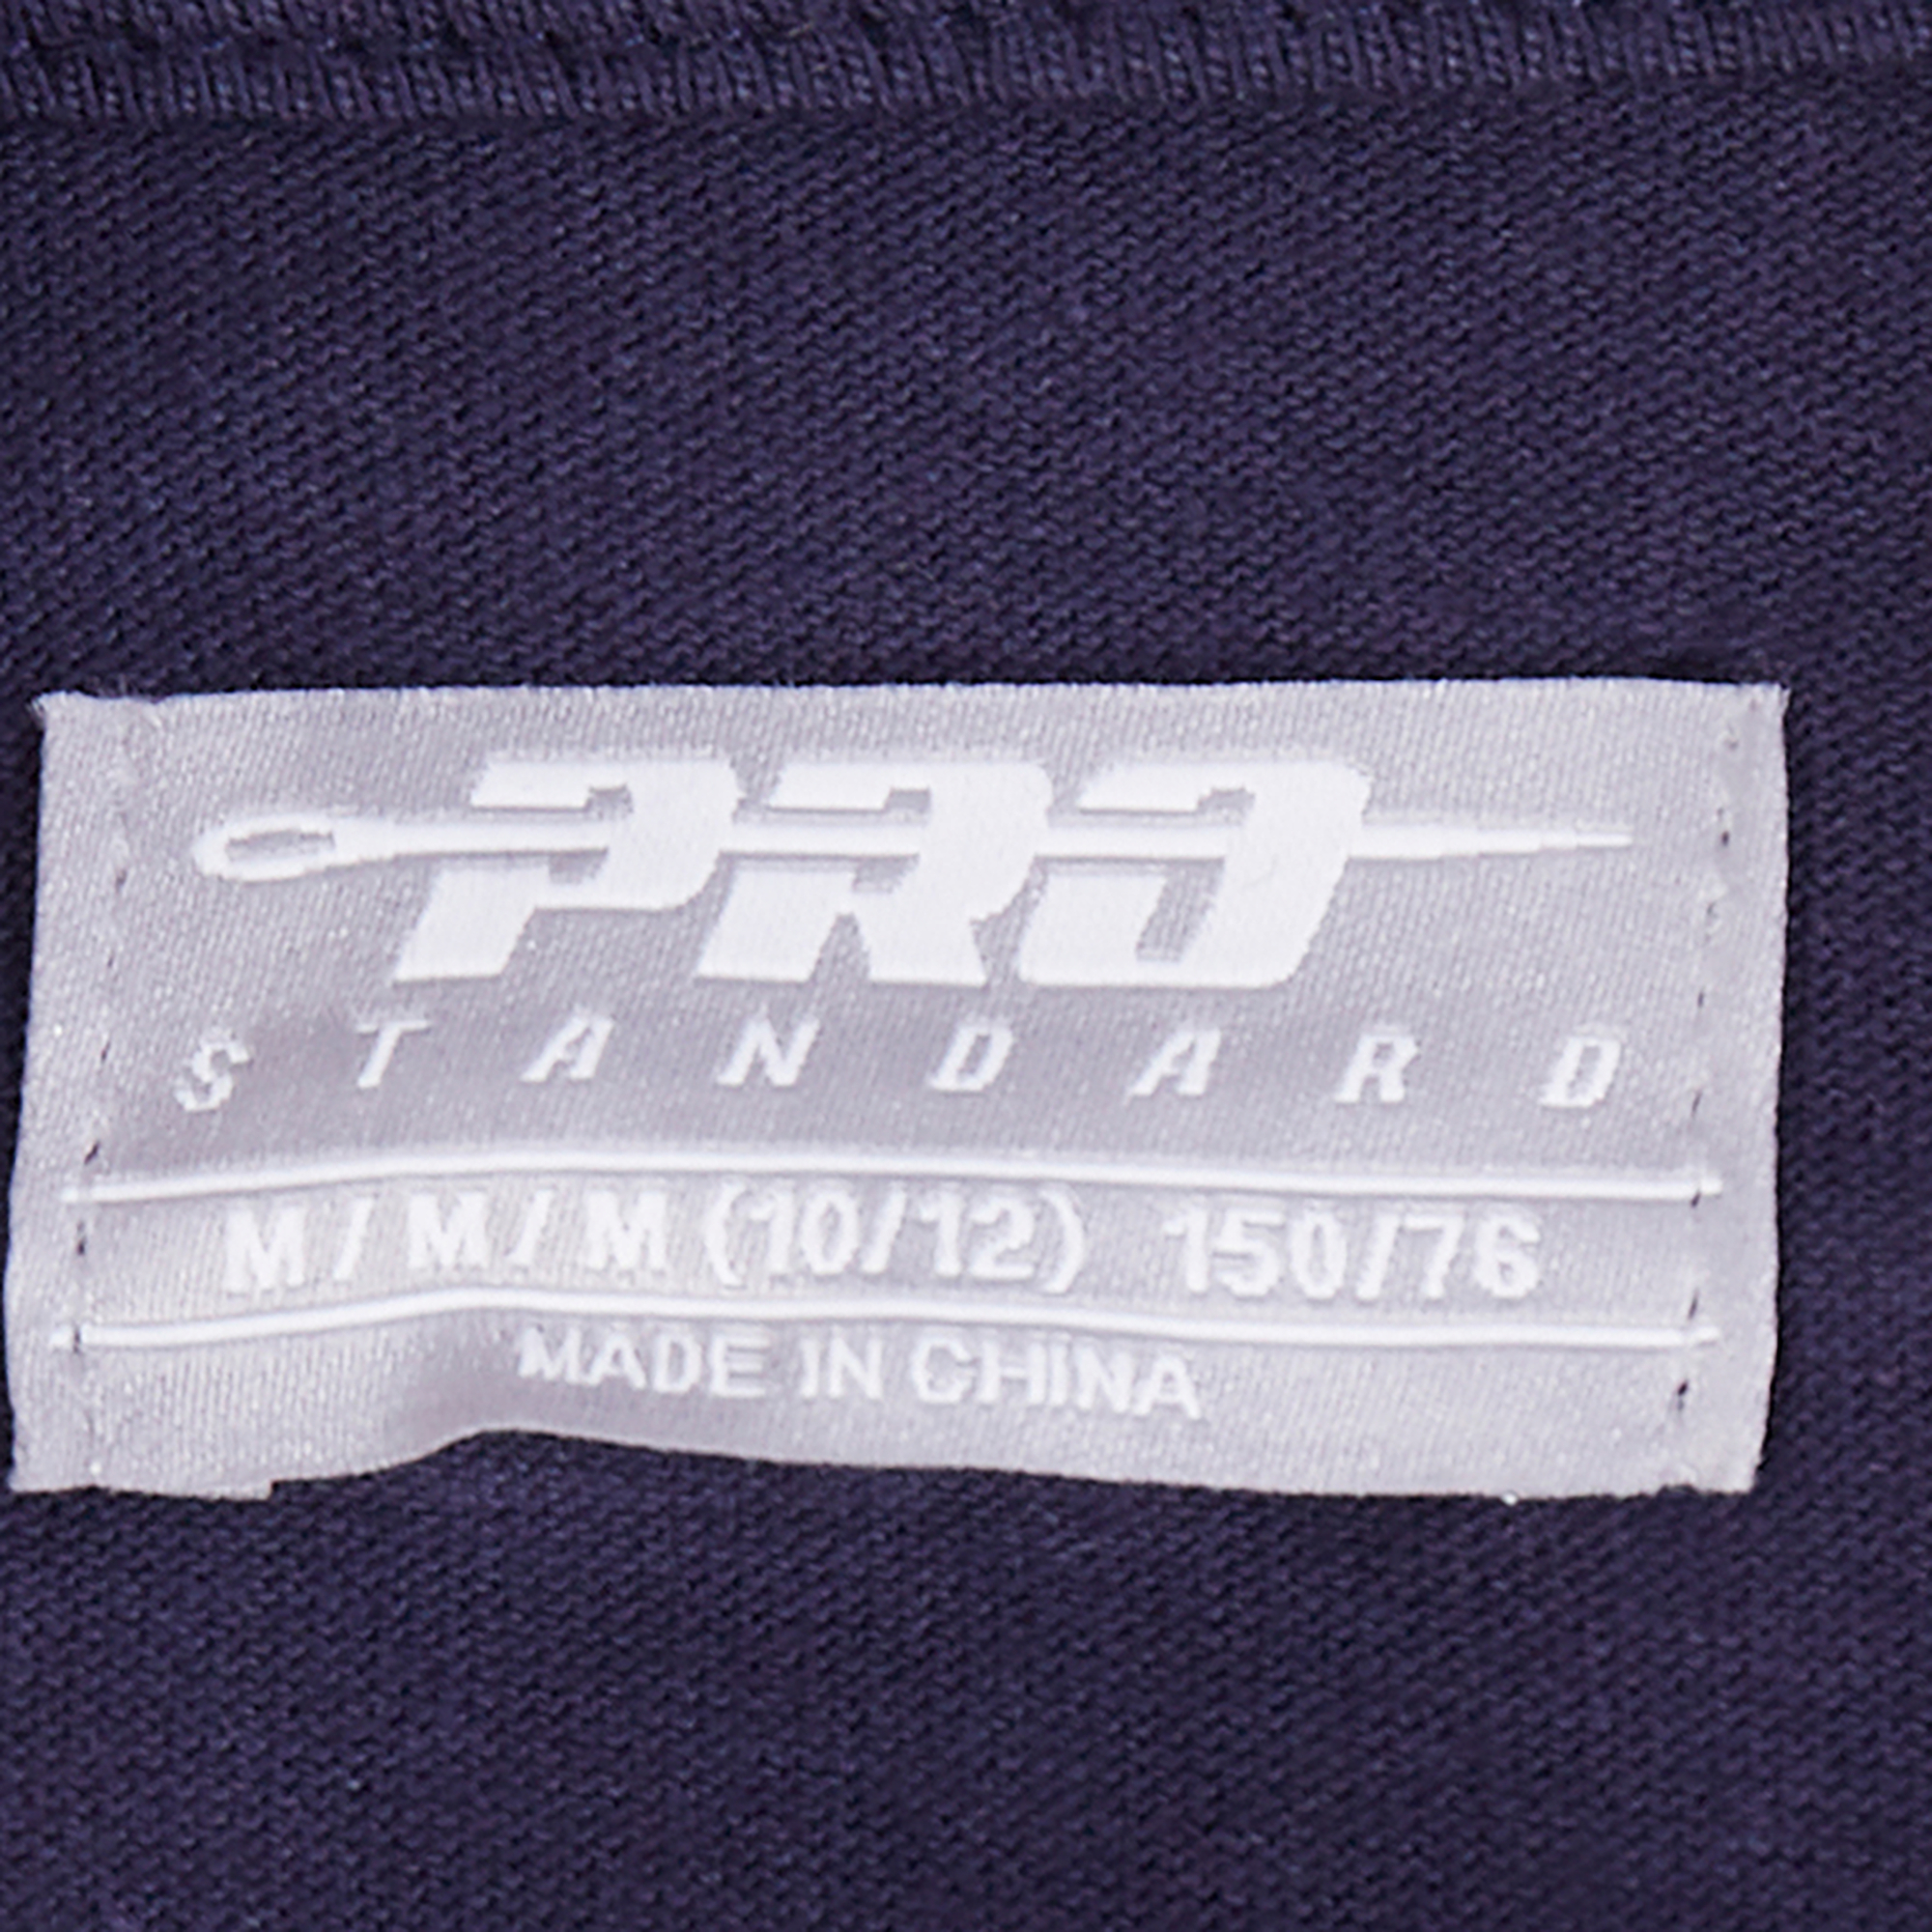 PRO
STANDARD
M / M / M (10/12) 150/76
MADE IN CHINA